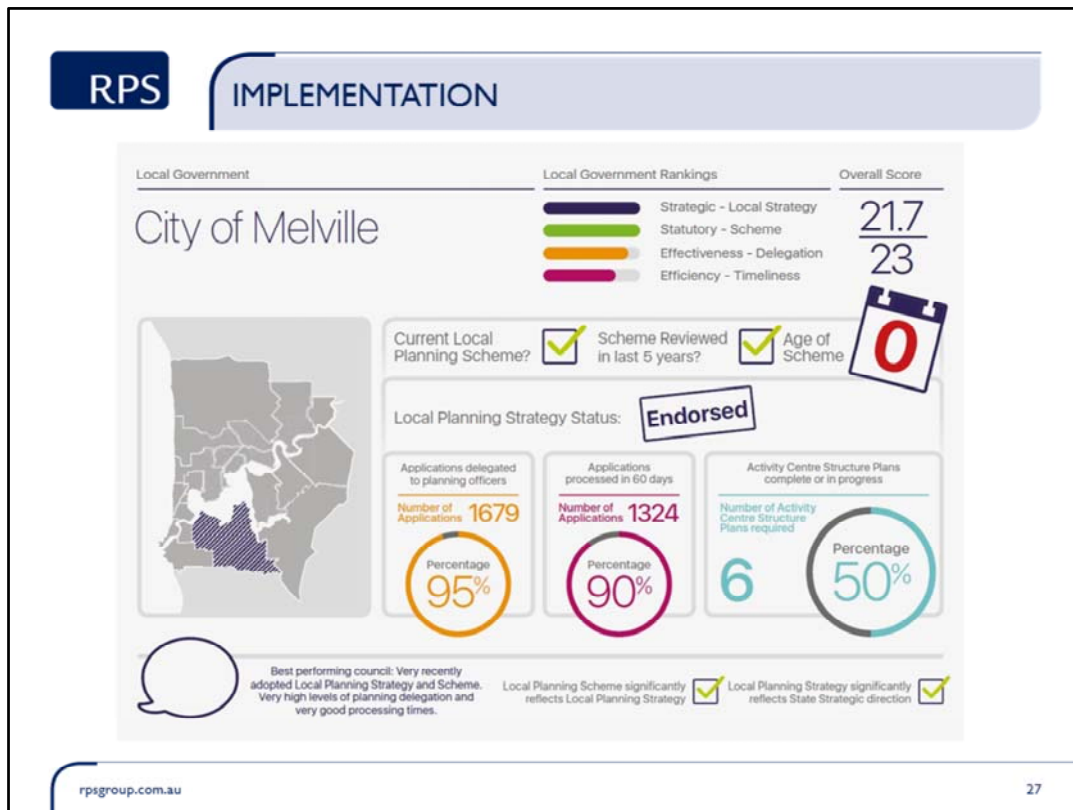 RPS
IMPLEMENTATION
Local Government
Local Government Rankings
Overall Score
City of Melville
Strategic - Local Strategy
Statutory - Scheme
Effectiveness - Delegation
Efficiency - Timeliness
21.7
23
Current Local
Planning Scheme?
Scheme Reviewed
in last 5 years?
Age of
Scheme
0
Local Planning Strategy Status:
Endorsed
Applications delegated
to planning officers
Number of
Applications 1679
Percentage
95%
Applications
processed in 60 days
Number of
Applications 1324
Percentage
90%
Activity Centre Structure Plans
complete or in progress
Number of Activity
Centre Structure
Plans required
6
Percentage
50%
Best performing council: Very recently
adopted Local Planning Strategy and Scheme.
Very high levels of planning delegation and
very good processing times.
Local Planning Scheme significantly
reflects Local Planning Strategy
Local Planning Strategy significantly
reflects State Strategic direction
rpsgroup.com.au
27